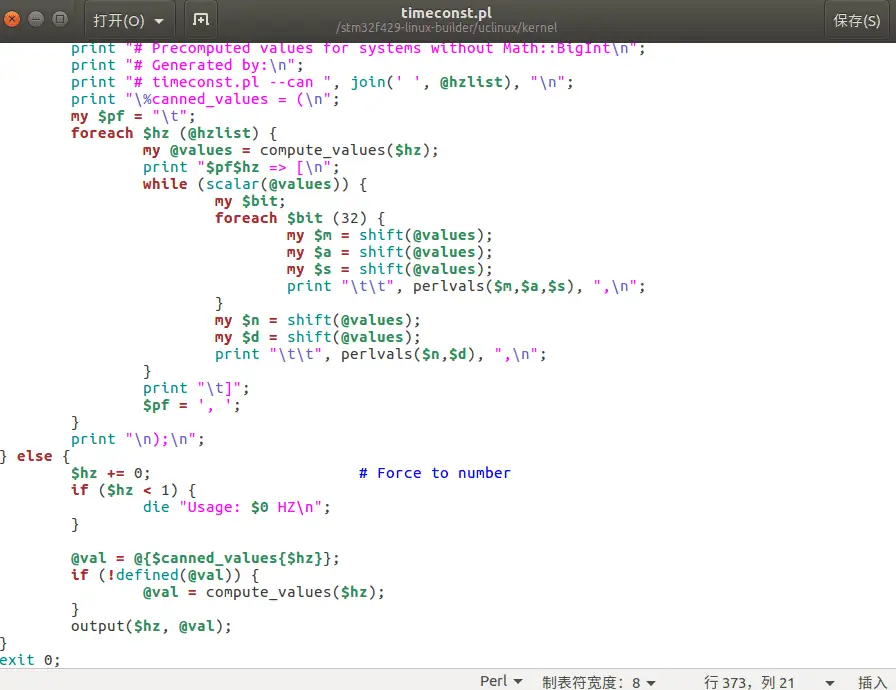 打开(O)
timeconst.pl
/stm32f429-linux-builder/uclinux/kernel
保存(S)
	print "# Precomputed values for systems without Math::BigInt\n";
	print "# Generated by:\n";
	print "# timeconst.pl --can ", join(' ', @hzlist), "\n";
	print "\%canned_values = (\n";
	my $pf = "\t";
	foreach $hz (@hzlist) {
		my @values = compute_values($hz);
		print "$pf$hz => [\n";
		while (scalar(@values)) {
			my $bit;
			foreach $bit (32) {
				my $m = shift(@values);
				my $a = shift(@values);
				my $s = shift(@values);
				print "\t\t", perlvals($m,$a,$s), ",\n";
			}
			my $n = shift(@values);
			my $d = shift(@values);
			print "\t\t", perlvals($n,$d), ",\n";
		}
		print "\t]";
		$pf = ', ';
	}
	print "\n);\n";
} else {
	$hz += 0;			# Force to number
	if ($hz < 1) {
		die "Usage: $0 HZ\n";
	}

	@val = @{$canned_values{$hz}};
	if (!defined(@val)) {
		@val = compute_values($hz);
	}
	output($hz, @val);
}
exit 0;
Perl 制表符宽度：8 行 373，列 21 插入